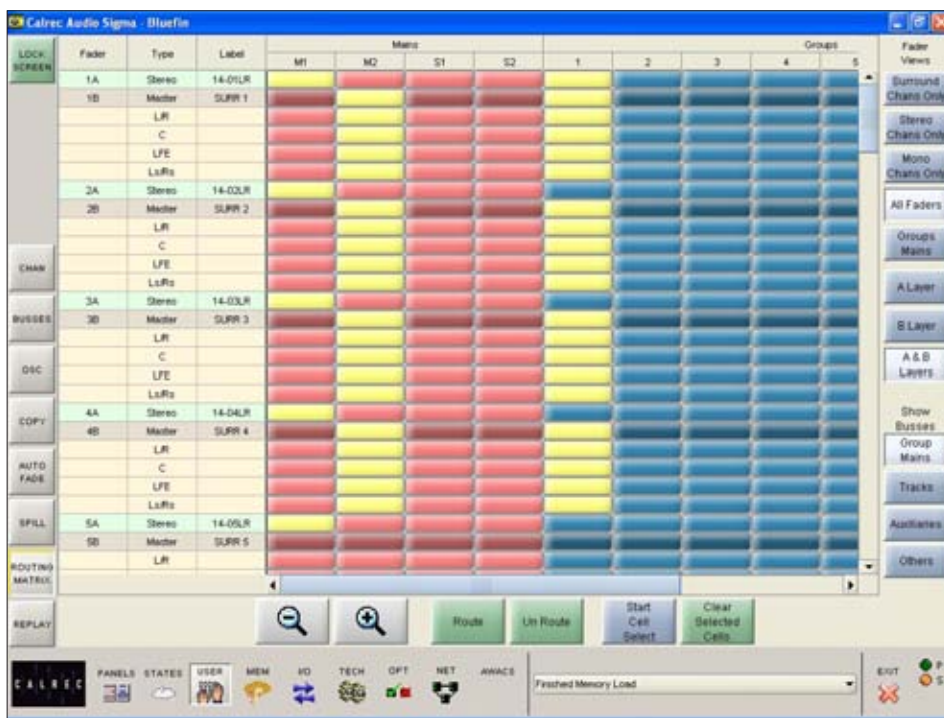 Calrec Audio Sigma - Bluefin
LOCK SCREEN
Fader Type Label
Mains
Groups
M1 M2 S1 S2 1 2 3 4 5
1A Stereo 14-01LR
1B Master SURR 1
L/R
C
LFE
Ls/Rs
2A Stereo 14-02LR
2B Master SURR 2
L/R
C
LFE
Ls/Rs
3A Stereo 14-03LR
3B Master SURR 3
L/R
C
LFE
Ls/Rs
4A Stereo 14-04LR
4B Master SURR 4
L/R
C
LFE
Ls/Rs
5A Stereo 14-05LR
5B Master SURR 5
L/R
CHAN
BUSSES
OSC
COPY
AUTO
FADE
SPILL
ROUTING
MATRIX
REPLAY
Fader
Views
Surround
Chans Only
Stereo
Chans Only
Mono
Chans Only
All Faders
Groups
Mains
A Layer
B Layer
A & B
Layers
Show
Busses
Group
Mains
Tracks
Auxiliaries
Others
Route
Un Route
Start
Cell
Select
Clear
Selected
Cells
CALREC
PANELS STATES USER MEM I/O TECH OPT NET AWACS
Finished Memory Load
EXIT
P
S